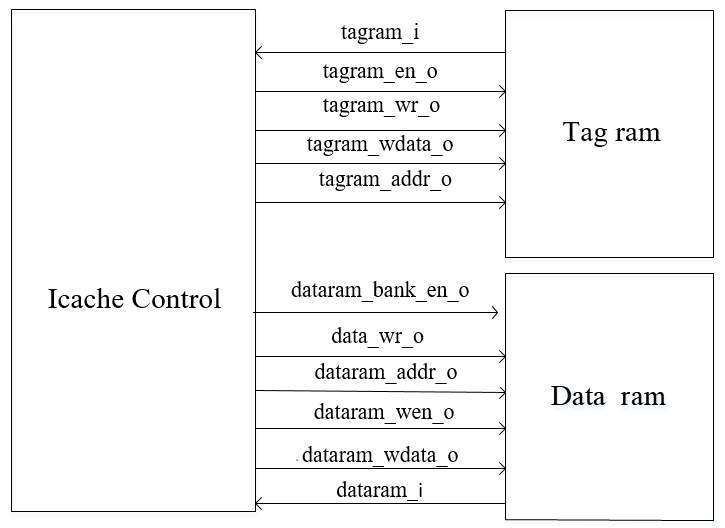 tagram_i
tagram_en_o
tagram_wr_o
tagram_wdata_o
tagram_addr_o
Tag ram
Icache Control
dataram_bank_en_o
data_wr_o
dataram_addr_o
dataram_wen_o
dataram_wdata_o
dataram_i
Data ram